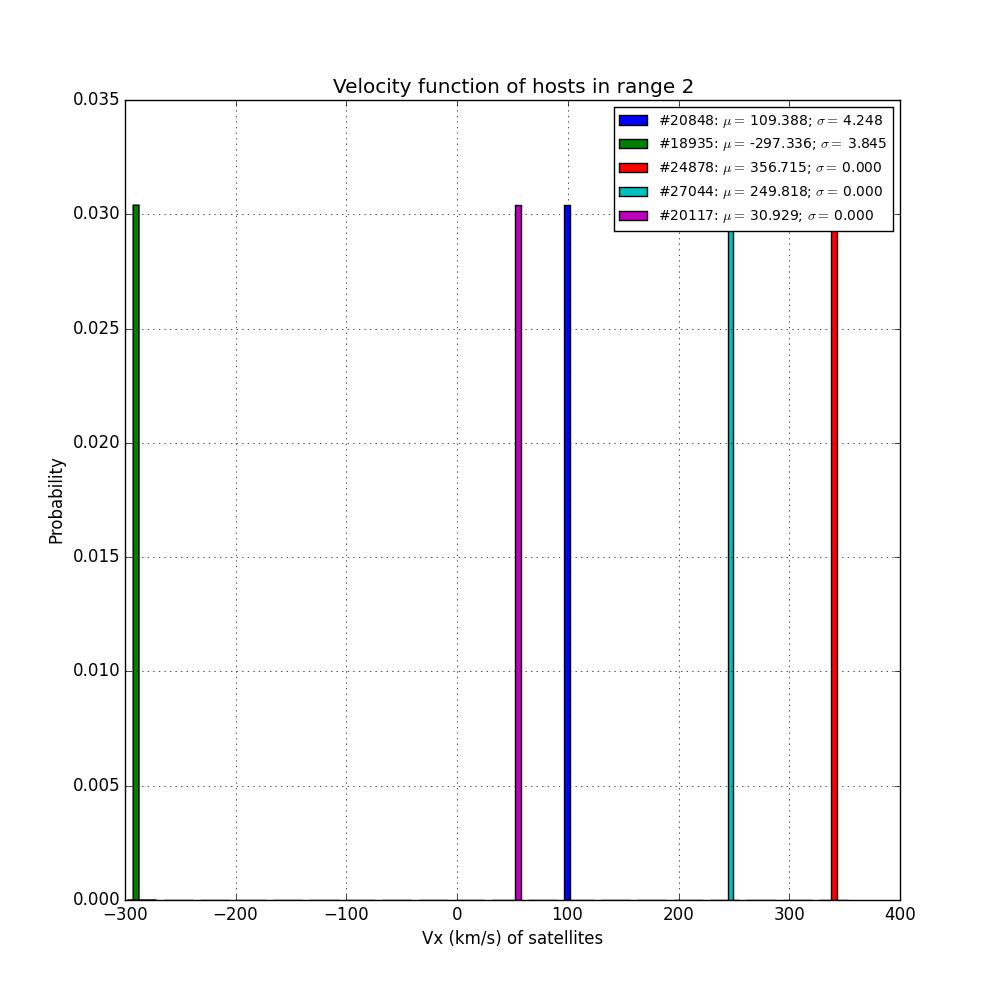 Velocity function of hosts in range 2
#20848: μ = 109.388; σ = 4.248
#18935: μ = -297.336; σ = 3.845
#24878: μ = 356.715; σ = 0.000
#27044: μ = 249.818; σ = 0.000
#20117: μ = 30.929; σ = 0.000
0.035
0.030
0.025
0.020
0.015
0.010
0.005
0.000
Probability
−300 −200 −100 0 100 200 300 400
Vx (km/s) of satellites